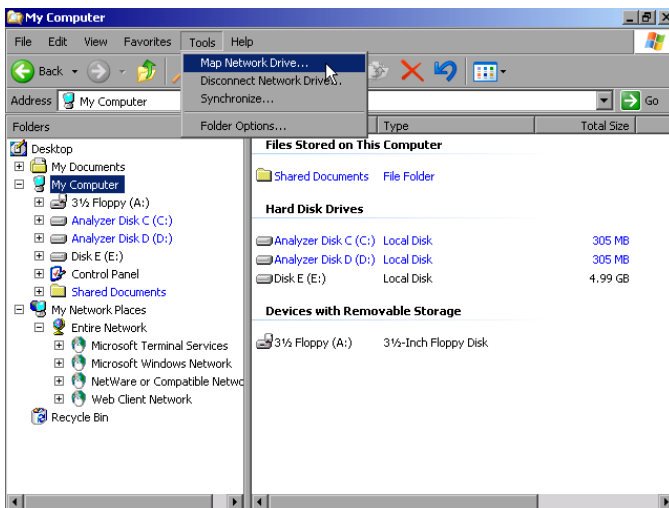 My Computer
File Edit View Favorites Tools Help
Back
Map Network Drive...
Disconnect Network Drive...
Synchronize...
Folder Options...
Address My Computer Go
Folders Type Total Size
Desktop
My Documents
My Computer
3½ Floppy (A:)
Analyzer Disk C (C:)
Analyzer Disk D (D:)
Disk E (E:)
Control Panel
Shared Documents
My Network Places
Entire Network
Microsoft Terminal Services
Microsoft Windows Network
NetWare or Compatible Netwo
Web Client Network
Recycle Bin
Files Stored on This Computer
Shared Documents File Folder
Hard Disk Drives
Analyzer Disk C (C:) Local Disk 305 MB
Analyzer Disk D (D:) Local Disk 305 MB
Disk E (E:) Local Disk 4.99 GB
Devices with Removable Storage
3½ Floppy (A:) 3½-Inch Floppy Disk